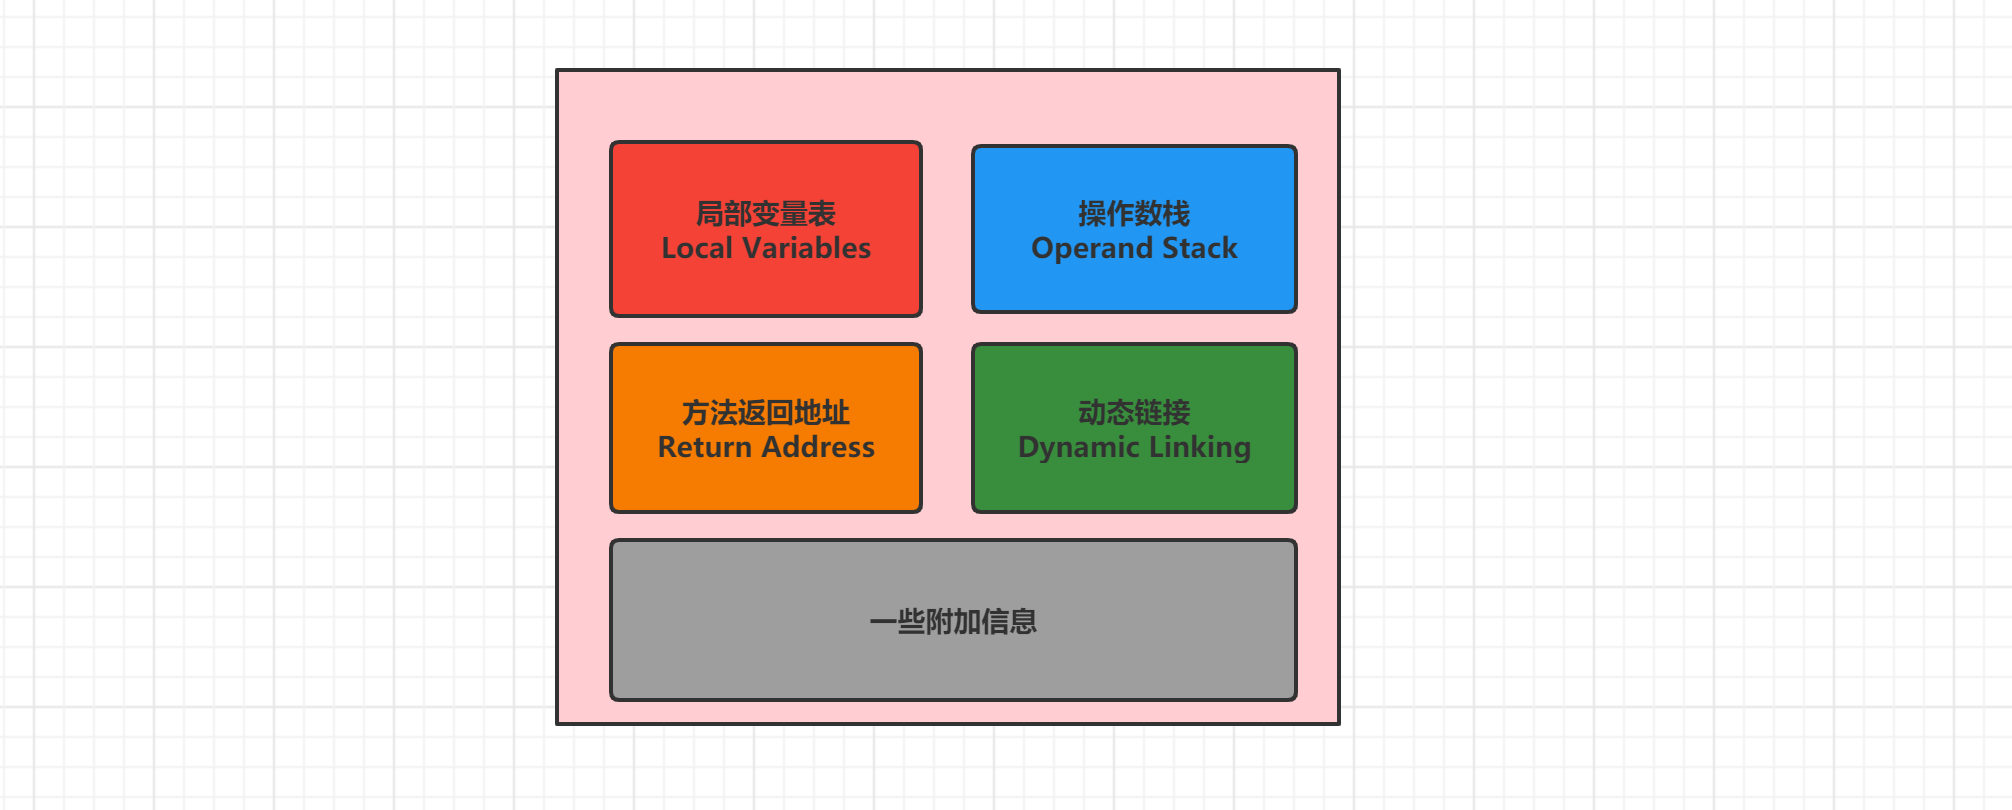 局部变量表
Local Variables
操作数栈
Operand Stack
方法返回地址
Return Address
动态链接
Dynamic Linking
一些附加信息